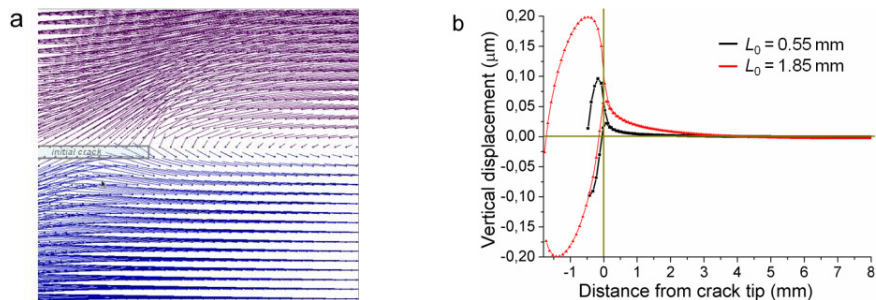 a
initial crack
b
Vertical displacement (μm)
0,20
0,15
0,10
0,05
0,00
-0,05
-0,10
-0,15
-0,20
L₀ = 0.55 mm
L₀ = 1.85 mm
-1 0 1 2 3 4 5 6 7 8
Distance from crack tip (mm)